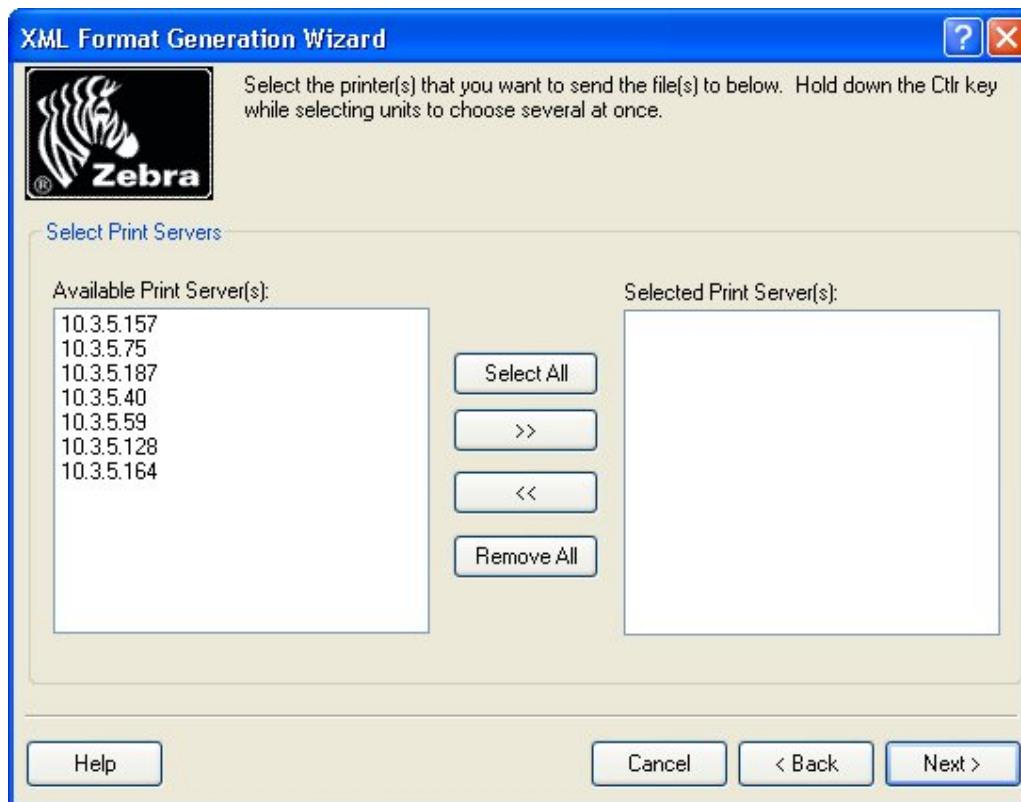 XML Format Generation Wizard
?
Select the printer(s) that you want to send the file(s) to below. Hold down the Ctlr key
while selecting units to choose several at once.
® Zebra
Select Print Servers
Available Print Server(s):
10.3.5.157
10.3.5.75
10.3.5.187
10.3.5.40
10.3.5.59
10.3.5.128
10.3.5.164
Select All
>>
<<
Remove All
Selected Print Server(s):
Help
Cancel
< Back
Next >